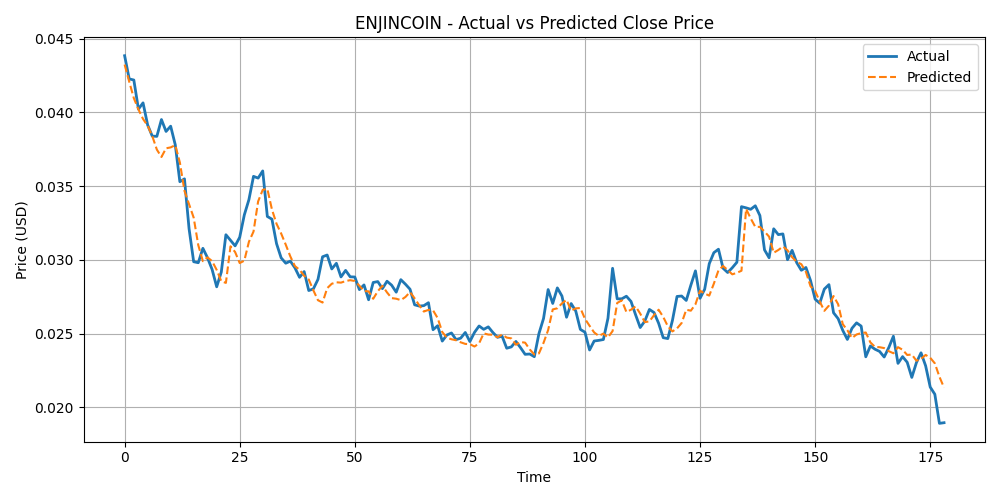 ENJINCOIN - Actual vs Predicted Close Price
Actual
Predicted
Price (USD)
0.045
0.040
0.035
0.030
0.025
0.020
0 25 50 75 100 125 150 175
Time